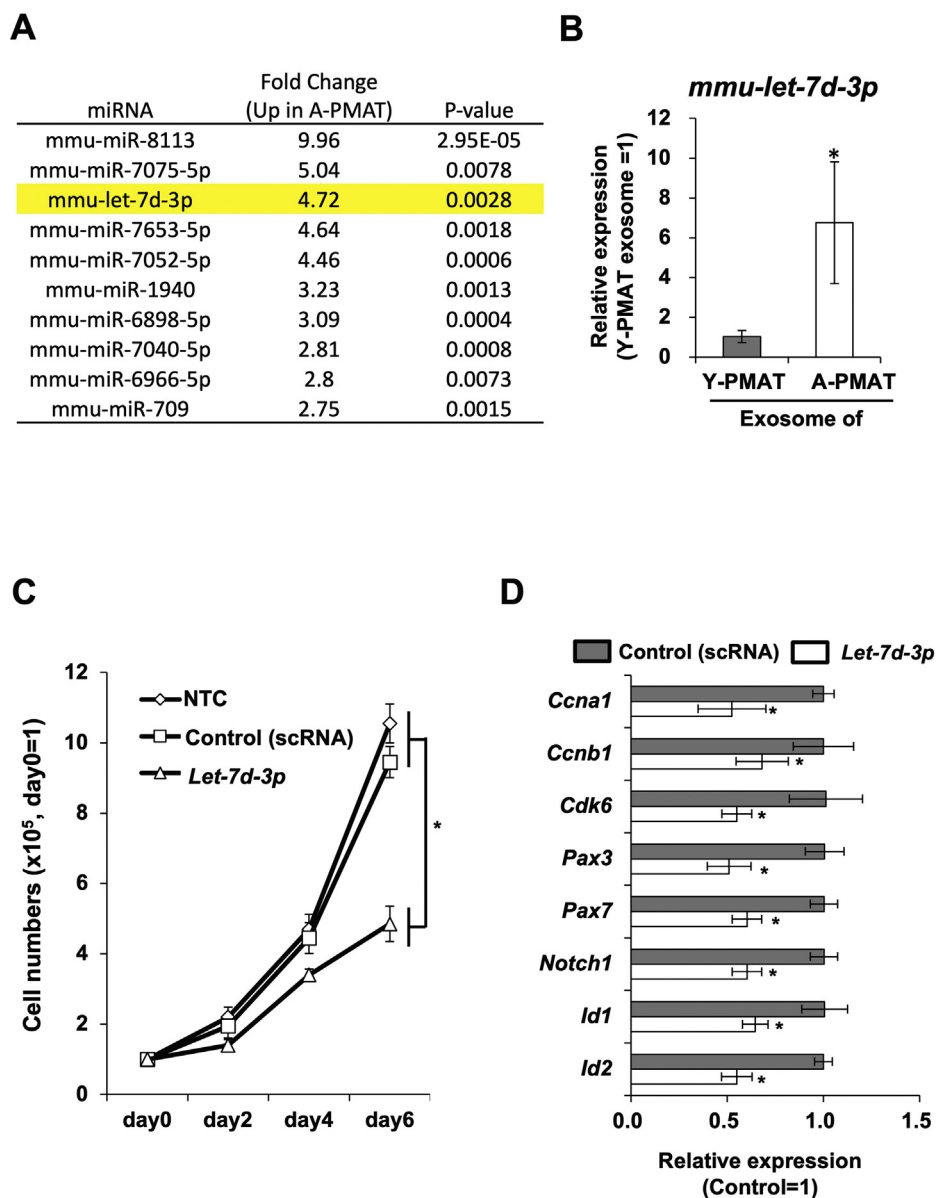 A
miRNA Fold Change (Up in A-PMAT) P-value
mmu-miR-8113 9.96 2.95E-05
mmu-miR-7075-5p 5.04 0.0078
mmu-let-7d-3p 4.72 0.0028
mmu-miR-7653-5p 4.64 0.0018
mmu-miR-7052-5p 4.46 0.0006
mmu-miR-1940 3.23 0.0013
mmu-miR-6898-5p 3.09 0.0004
mmu-miR-7040-5p 2.81 0.0008
mmu-miR-6966-5p 2.8 0.0073
mmu-miR-709 2.75 0.0015
B
mmu-let-7d-3p
Relative expression
(Y-PMAT exosome =1)
12
10
8
6
4
2
0
*
Y-PMAT A-PMAT
Exosome of
C
Cell numbers (x10⁵, day0=1)
12
10
8
6
4
2
0
NTC
Control (scRNA)
Let-7d-3p
*
day0 day2 day4 day6
D
Control (scRNA) Let-7d-3p
Ccna1 *
Ccnb1 *
Cdk6 *
Pax3 *
Pax7 *
Notch1 *
Id1 *
Id2 *
0.0 0.5 1.0 1.5
Relative expression
(Control=1)